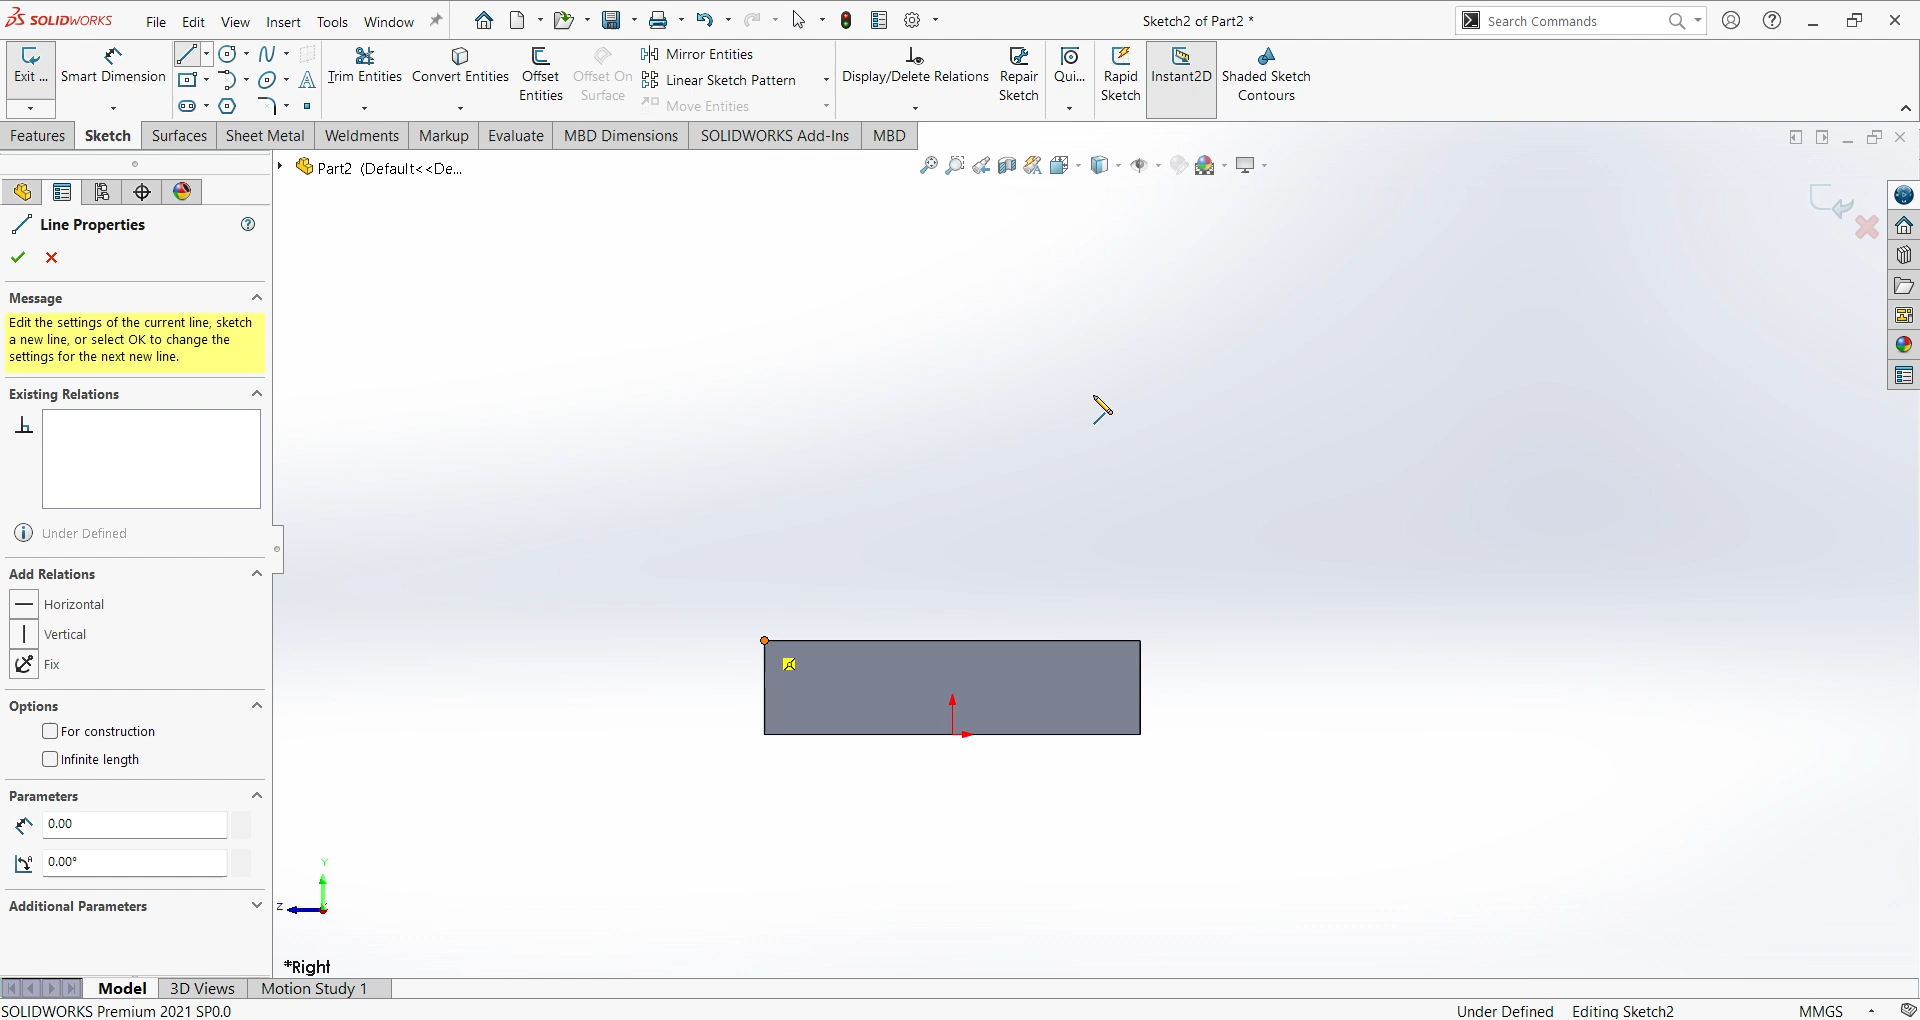 SOLIDWORKS File Edit View Insert Tools Window Sketch2 of Part2 * Search Commands
Exit ... Smart Dimension Trim Entities Convert Entities Offset Entities Offset On Surface Mirror Entities Display/Delete Relations Repair Sketch Qui... Rapid Sketch Instant2D Shaded Sketch Contours
Linear Sketch Pattern
Move Entities
Features Sketch Surfaces Sheet Metal Weldments Markup Evaluate MBD Dimensions SOLIDWORKS Add-Ins MBD
Part2 (Default<<De...
Line Properties
Message
Edit the settings of the current line, sketch
a new line, or select OK to change the
settings for the next new line.
Existing Relations
Under Defined
Add Relations
Horizontal
Vertical
Fix
Options
For construction
Infinite length
Parameters
0.00
0.00°
Additional Parameters
Y
Z
*Right
Model 3D Views Motion Study 1
SOLIDWORKS Premium 2021 SP0.0 Under Defined Editing Sketch2 MMGS